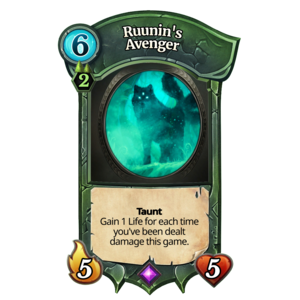 6
Ruunin's
Avenger
2
Taunt
Gain 1 Life for each time
you've been dealt
damage this game.
5
5